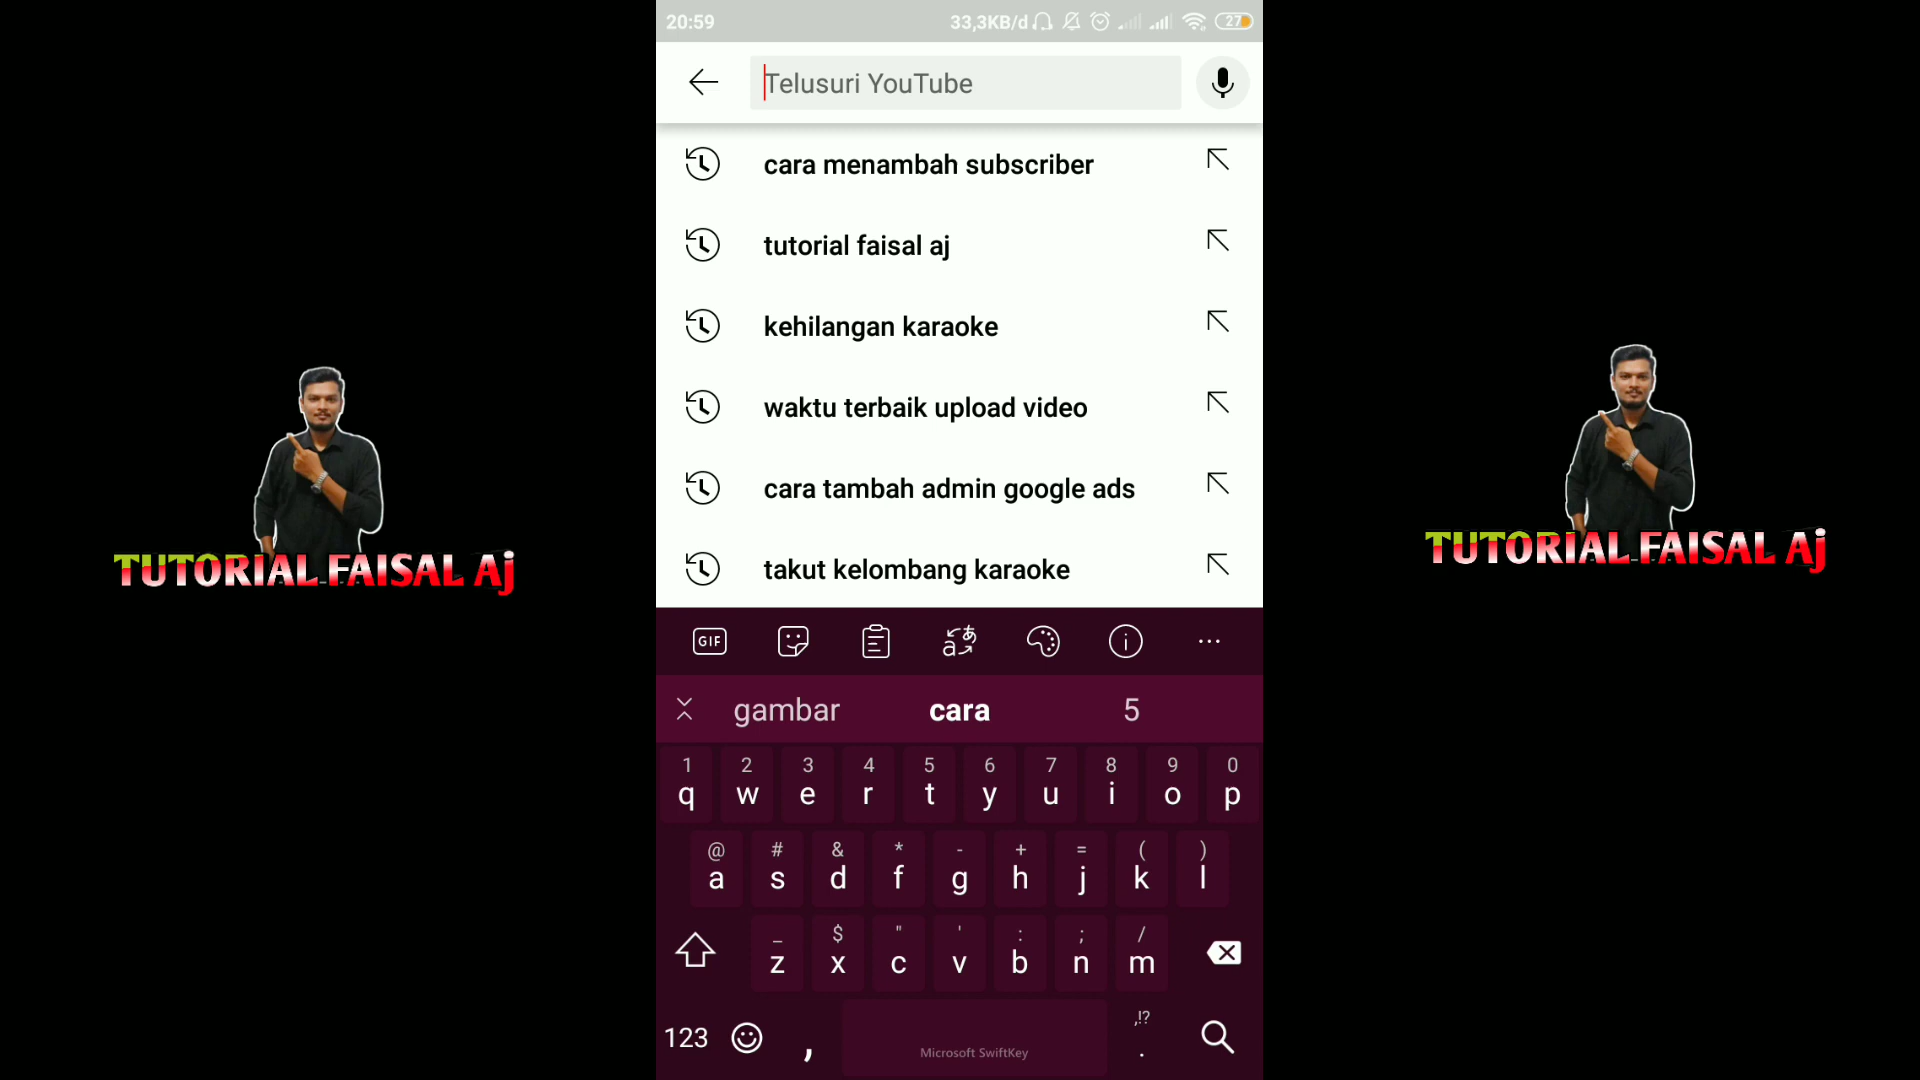 20:59
33,3KB/d
27
Telusuri YouTube
cara menambah subscriber
tutorial faisal aj
kehilangan karaoke
waktu terbaik upload video
cara tambah admin google ads
takut kelombang karaoke
TUTORIAL FAISAL Aj
TUTORIAL FAISAL Aj
GIF
aあ
gambar cara 5
1 2 3 4 5 6 7 8 9 0
q w e r t y u i o p
@ # & * - + = ( )
a s d f g h j k l
_ $ " ' : ; /
z x c v b n m
,!?
123 , .
Microsoft SwiftKey